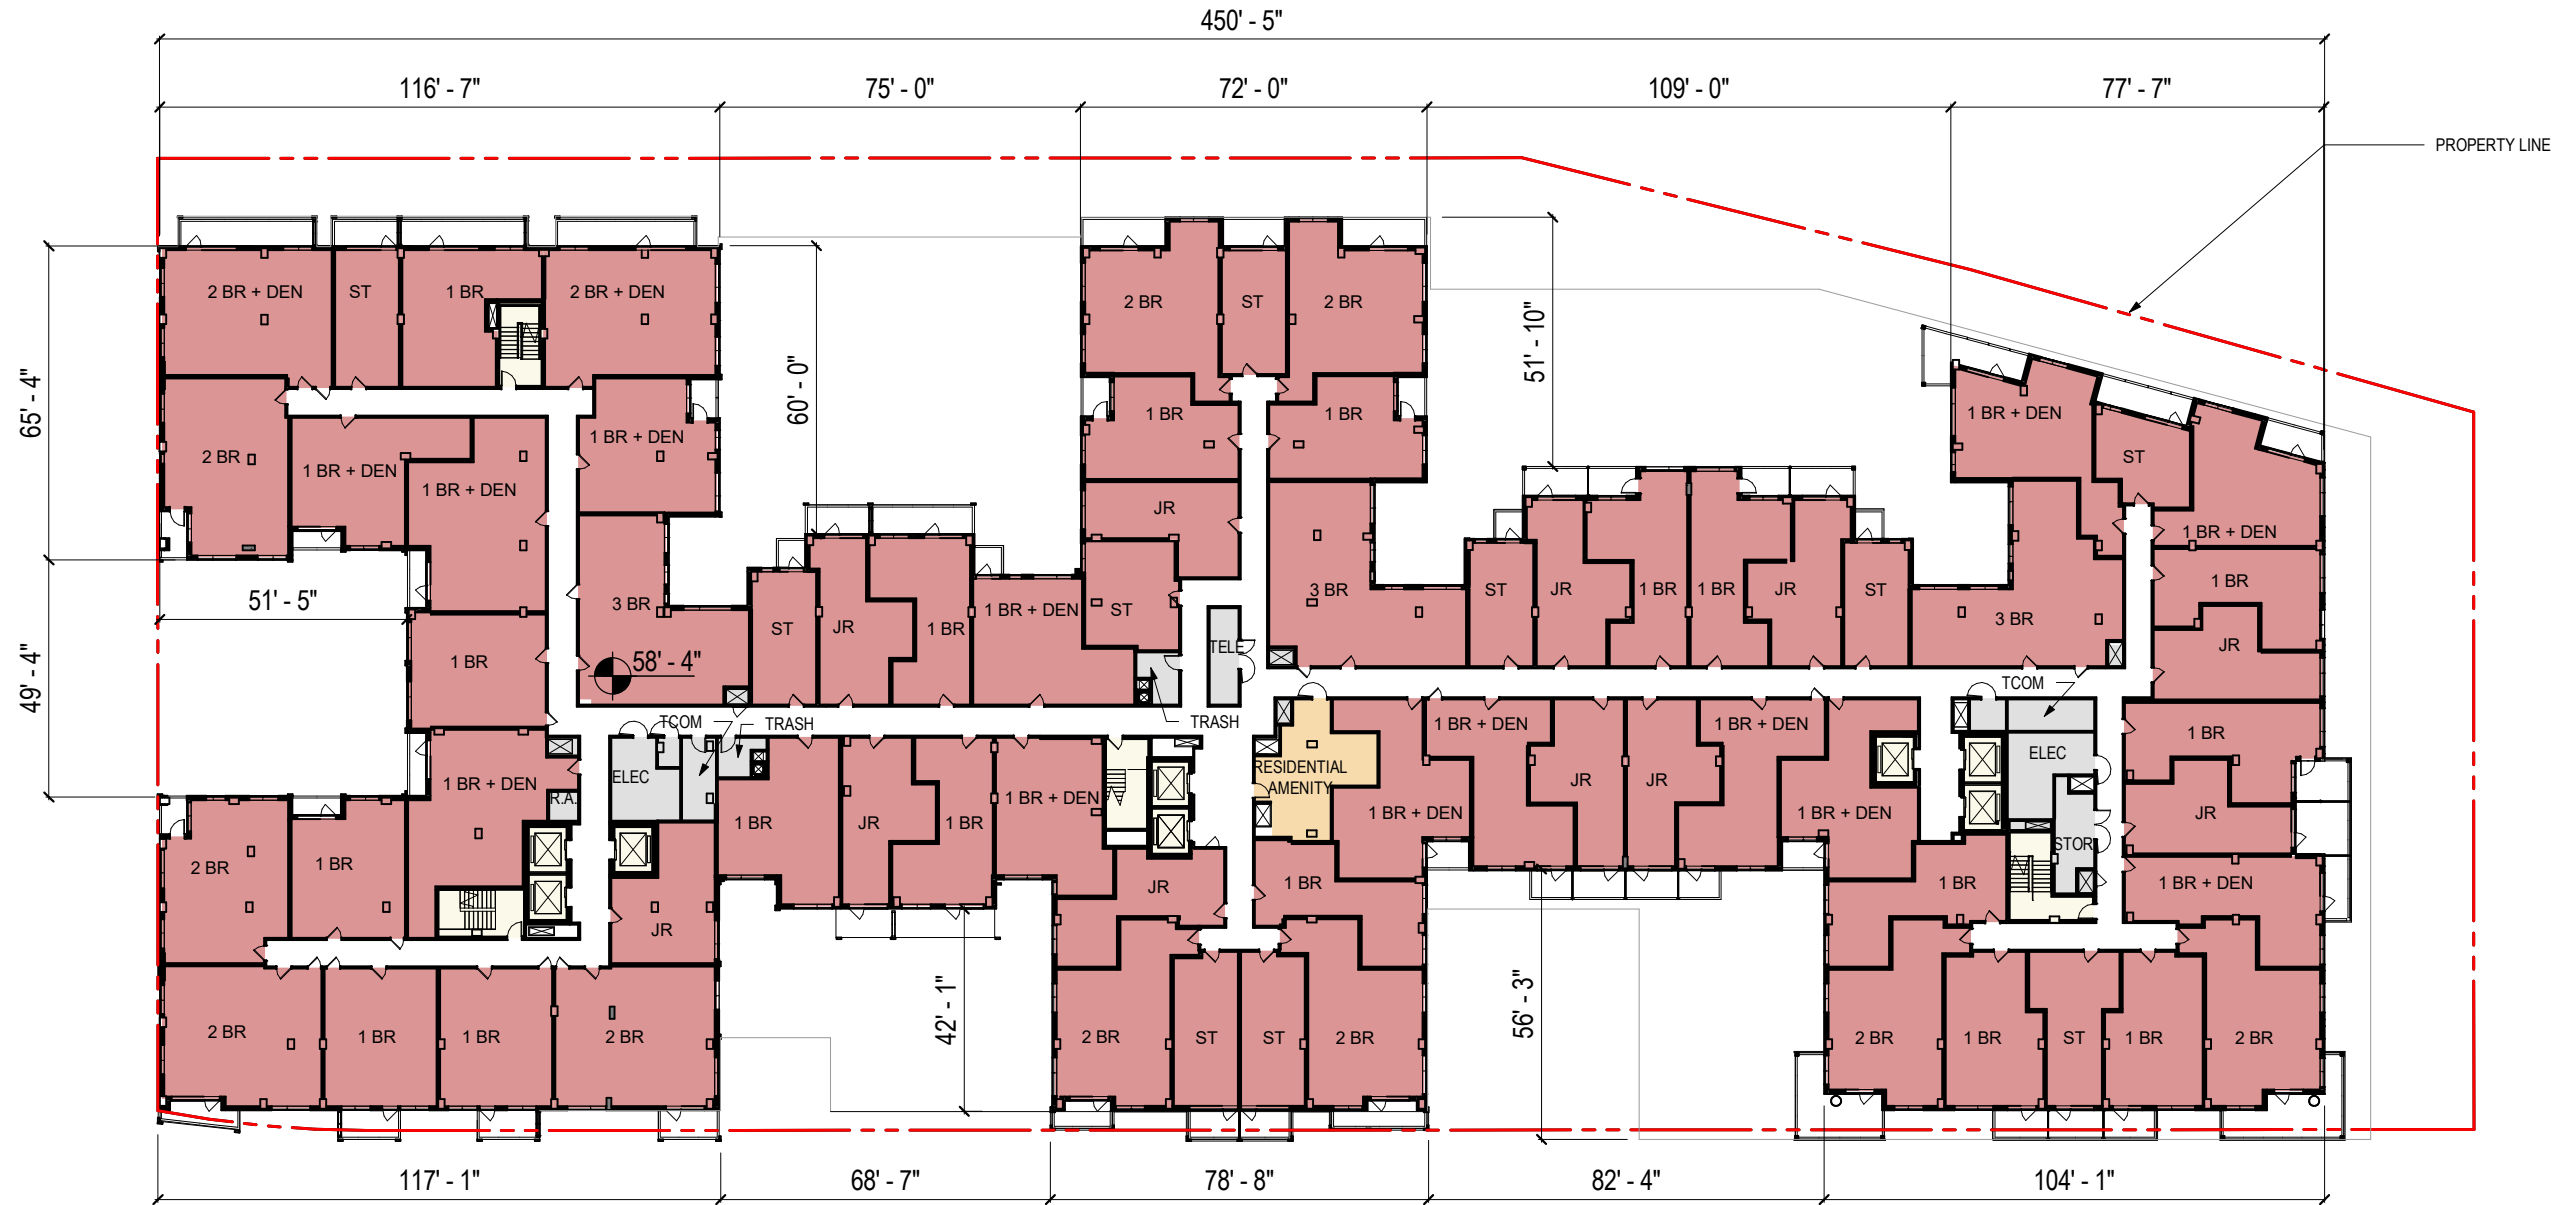 450' - 5"
116' - 7"
75' - 0"
72' - 0"
109' - 0"
77' - 7"
PROPERTY LINE
2 BR + DEN
ST
1 BR
2 BR + DEN
2 BR
ST
2 BR
51' - 10"
65' - 4"
60' - 0"
2 BR
1 BR + DEN
1 BR + DEN
1 BR + DEN
1 BR
1 BR
1 BR + DEN
ST
1 BR + DEN
JR
51' - 5"
3 BR
ST
JR
1 BR
1 BR + DEN
ST
3 BR
ST
JR
1 BR
1 BR
JR
ST
3 BR
1 BR
JR
49' - 4"
1 BR
58' - 4"
TELE
TCOM
TRASH
TRASH
TCOM
1 BR + DEN
1 BR + DEN
1 BR
1 BR + DEN
R.A.
ELEC
1 BR
JR
1 BR
1 BR + DEN
RESIDENTIAL
AMENITY
1 BR + DEN
JR
JR
ELEC
JR
STOR
2 BR
1 BR
JR
JR
1 BR
1 BR
1 BR + DEN
2 BR
1 BR
1 BR
2 BR
42' - 1"
2 BR
ST
ST
2 BR
56' - 3"
2 BR
1 BR
ST
1 BR
2 BR
117' - 1"
68' - 7"
78' - 8"
82' - 4"
104' - 1"